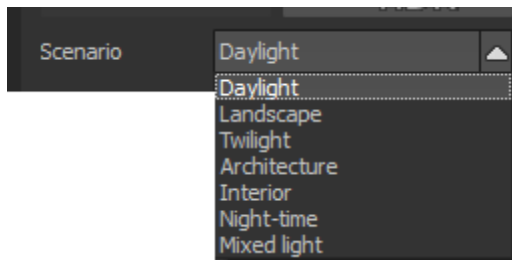 Scenario Daylight
Daylight
Landscape
Twilight
Architecture
Interior
Night-time
Mixed light